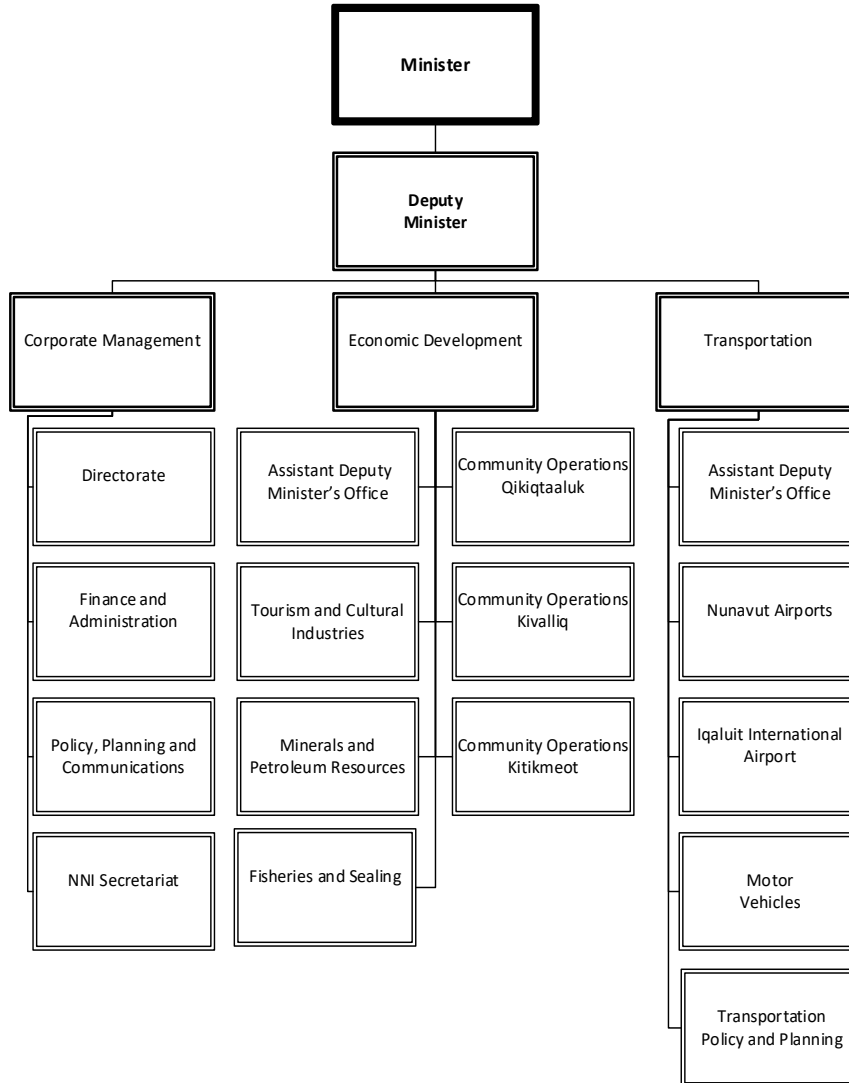 Minister
Deputy
Minister
Corporate Management
Economic Development
Transportation
Directorate
Assistant Deputy
Minister’s Office
Community Operations
Qikiqtaaluk
Assistant Deputy
Minister’s Office
Finance and
Administration
Tourism and Cultural
Industries
Community Operations
Kivalliq
Nunavut Airports
Policy, Planning and
Communications
Minerals and
Petroleum Resources
Community Operations
Kitikmeot
Iqaluit International
Airport
NNI Secretariat
Fisheries and Sealing
Motor
Vehicles
Transportation
Policy and Planning